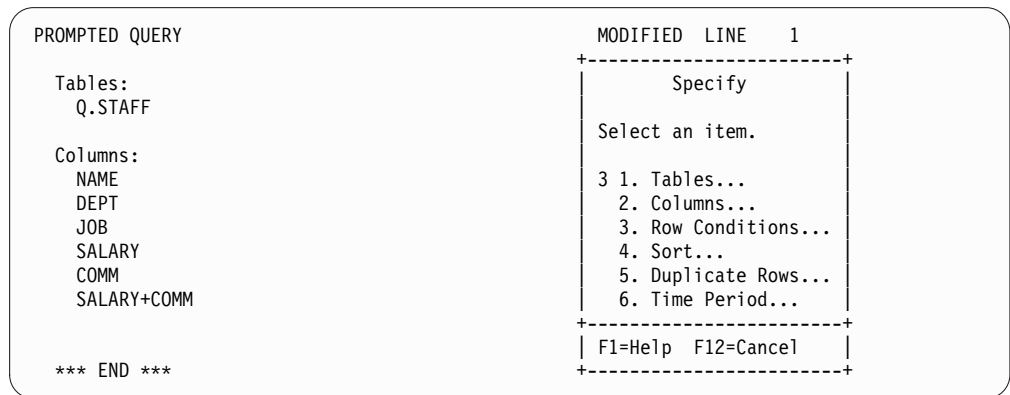 PROMPTED QUERY                                       MODIFIED  LINE    1
                                                   +------------------------+
  Tables:                                          |        Specify         |
    Q.STAFF                                        |                        |
                                                   | Select an item.        |
  Columns:                                         |                        |
    NAME                                           | 3 1. Tables...         |
    DEPT                                           |   2. Columns...        |
    JOB                                            |   3. Row Conditions... |
    SALARY                                         |   4. Sort...           |
    COMM                                           |   5. Duplicate Rows... |
    SALARY+COMM                                    |   6. Time Period...    |
                                                   +------------------------+
                                                   | F1=Help  F12=Cancel    |
  *** END ***                                      +------------------------+